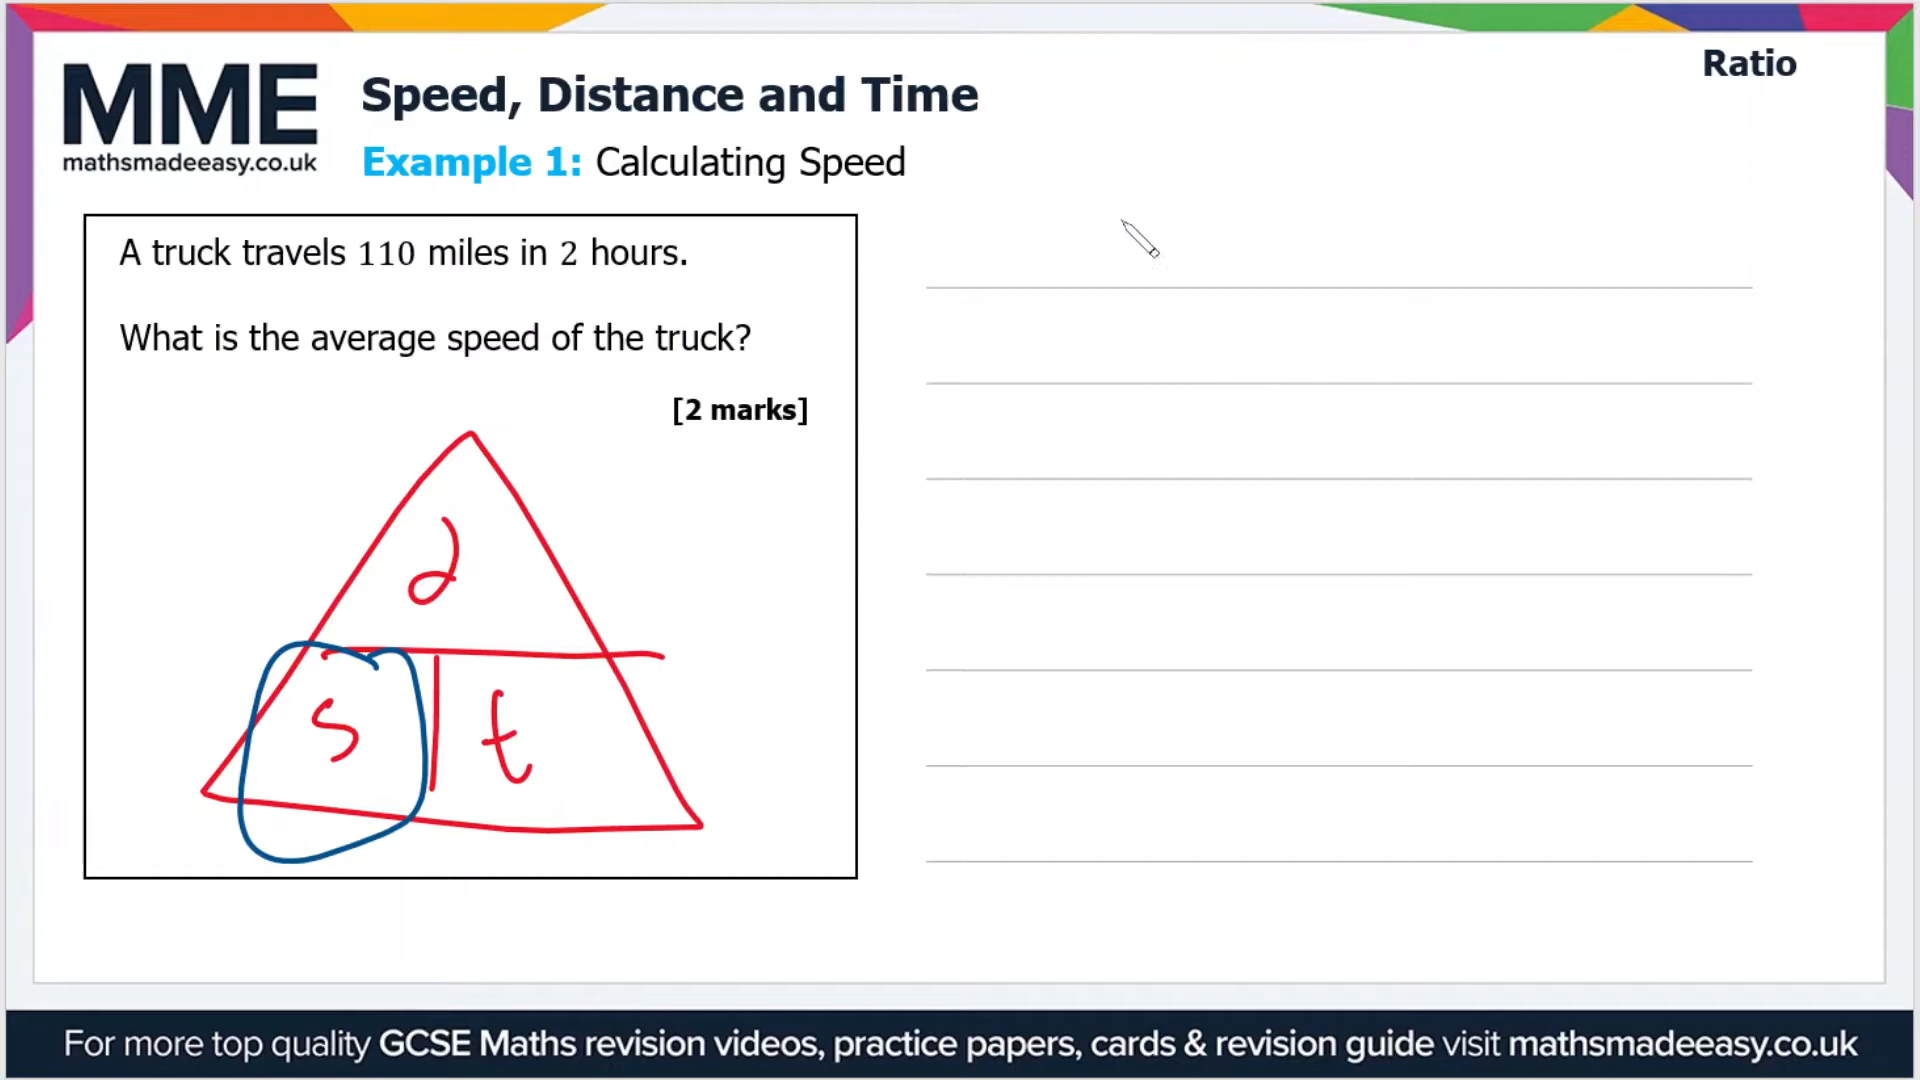 Ratio
MME
mathsmadeeasy.co.uk
Speed, Distance and Time
Example 1: Calculating Speed
A truck travels 110 miles in 2 hours.
What is the average speed of the truck?
[2 marks]
d
s t
For more top quality GCSE Maths revision videos, practice papers, cards & revision guide visit mathsmadeeasy.co.uk